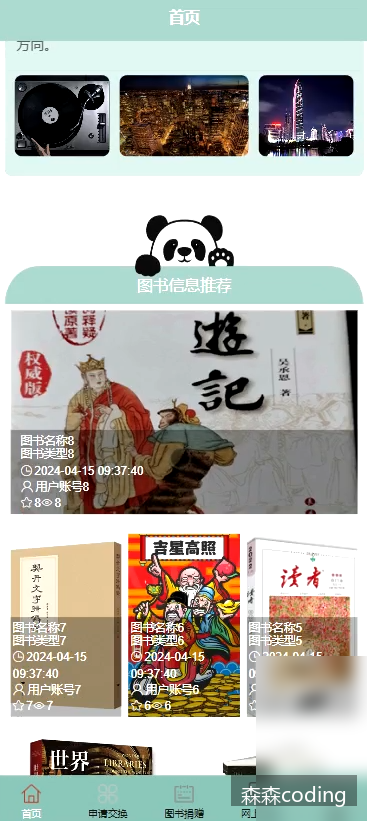 首页
万向。
图书信息推荐
遊
記
吴承恩 著
权威版
图书名称8
图书类型8
2024-04-15 09:37:40
用户账号8
8 8
吉星高照
读者
图书名称7
图书类型7
2024-04-15
09:37:40
用户账号7
7 7
图书名称6
图书类型6
2024-04-15
09:37:40
用户账号6
6 6
图书名称5
图书类型5
世界
LIBRARIES
首页
申请交换
图书捐赠
网上
森森coding